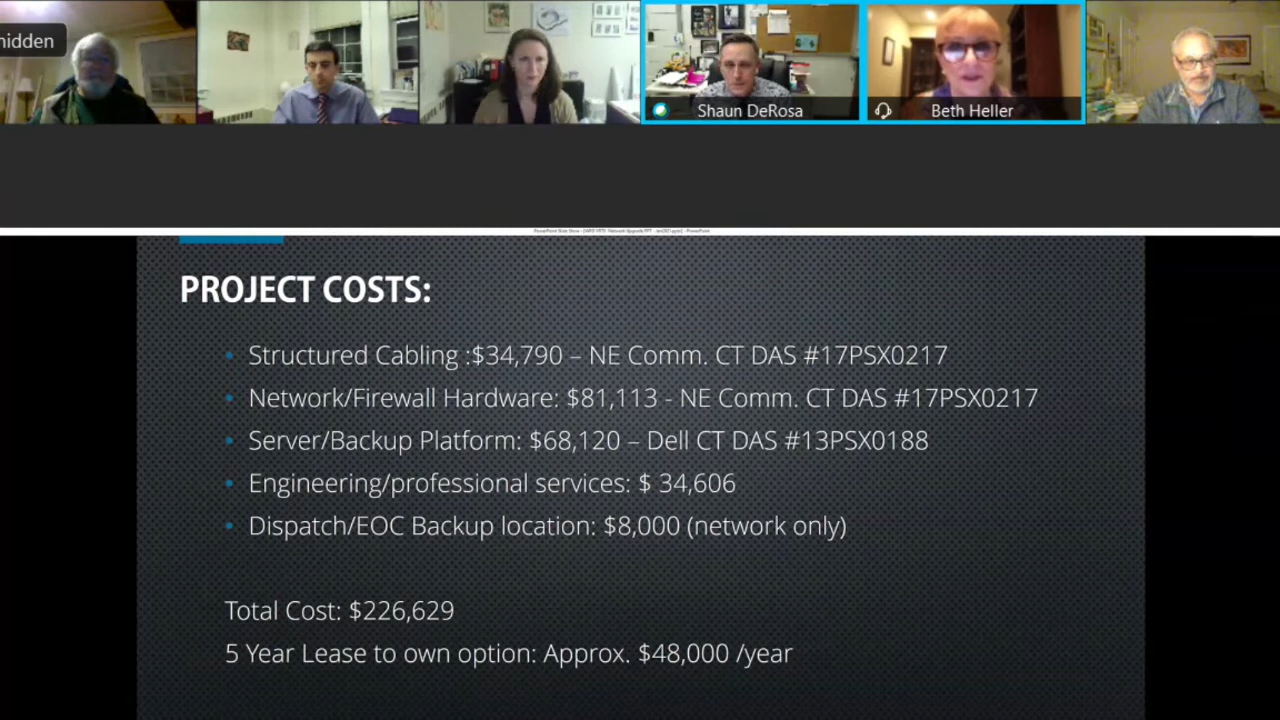 hidden
Shaun DeRosa
Beth Heller
PROJECT COSTS:
• Structured Cabling :$34,790 – NE Comm. CT DAS #17PSX0217
• Network/Firewall Hardware: $81,113 - NE Comm. CT DAS #17PSX0217
• Server/Backup Platform: $68,120 – Dell CT DAS #13PSX0188
• Engineering/professional services: $ 34,606
• Dispatch/EOC Backup location: $8,000 (network only)
Total Cost: $226,629
5 Year Lease to own option: Approx. $48,000 /year